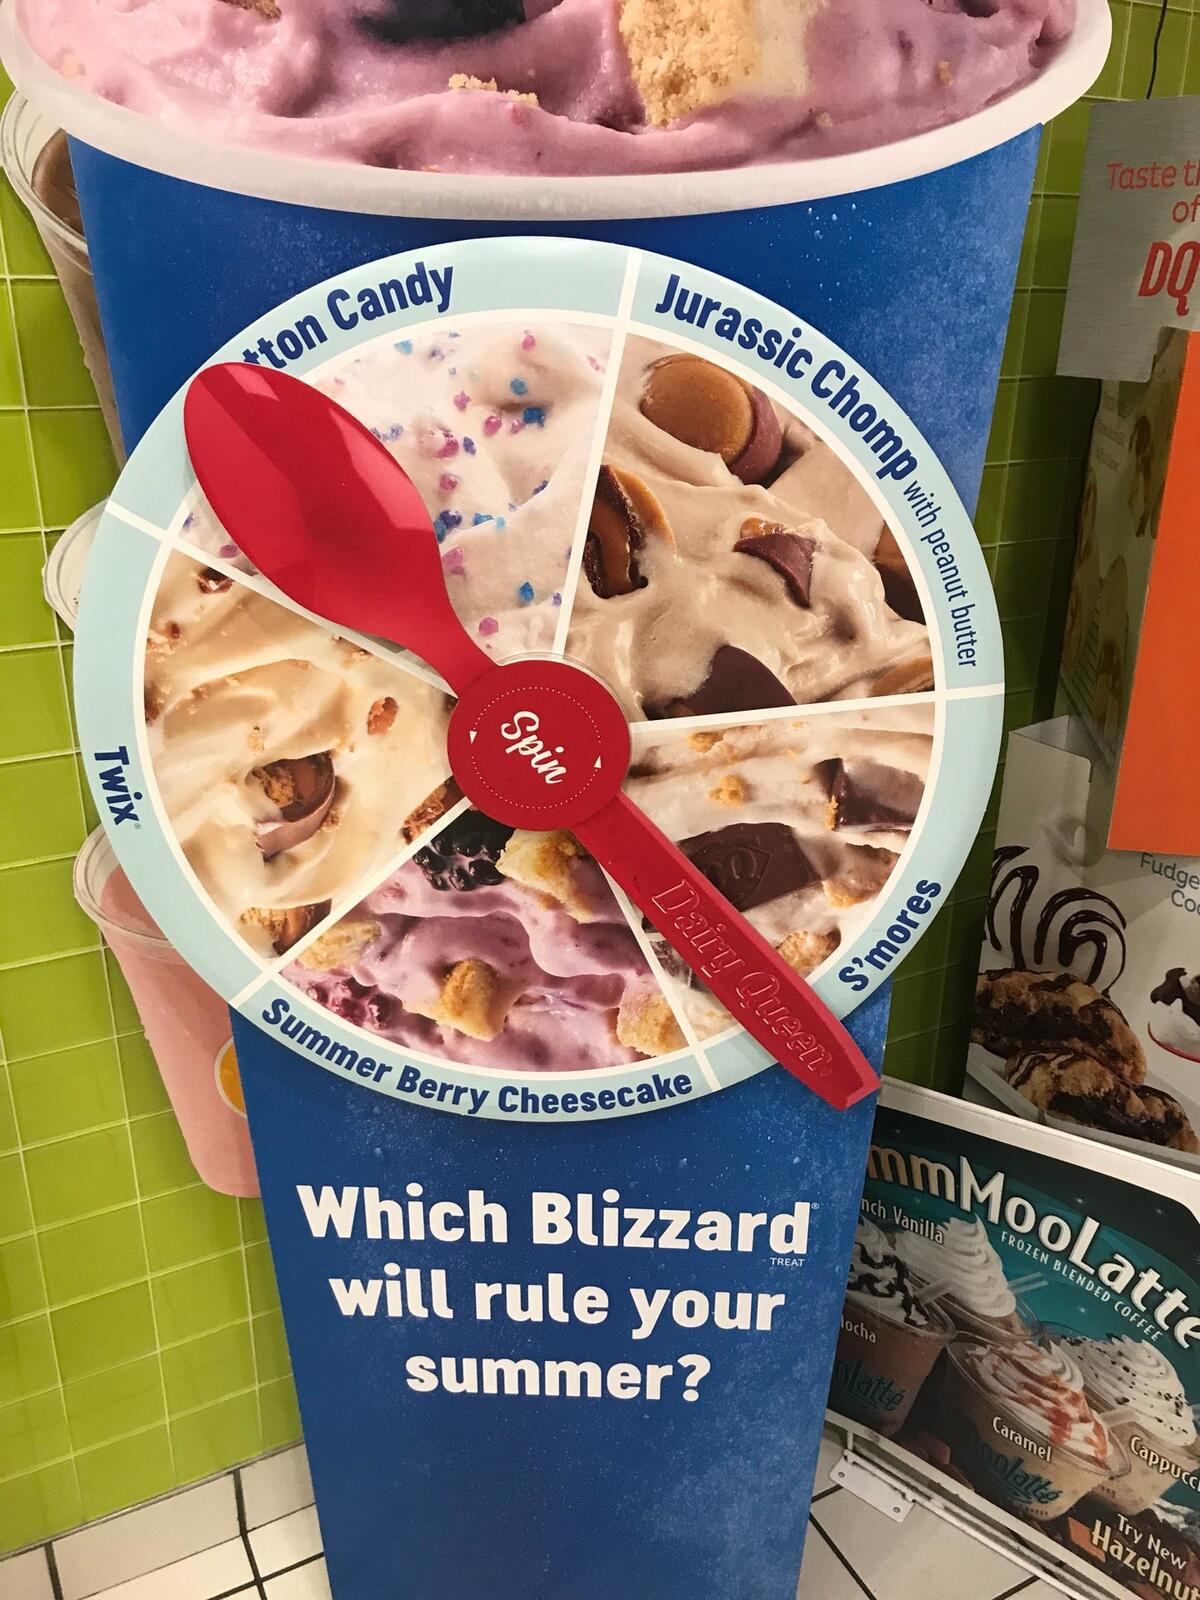 tton Candy
Jurassic Chomp with peanut butter
Twix
S'mores
Summer Berry Cheesecake
Spin
Dairy Queen
Which Blizzard®
TREAT
will rule your
summer?
Taste t
of
DQ
Fudge
Coo
mmMooLatte
FROZEN BLENDED COFFEE
nch Vanilla
ocha
Caramel
oolatté
Cappucc
Try New
Hazelnu